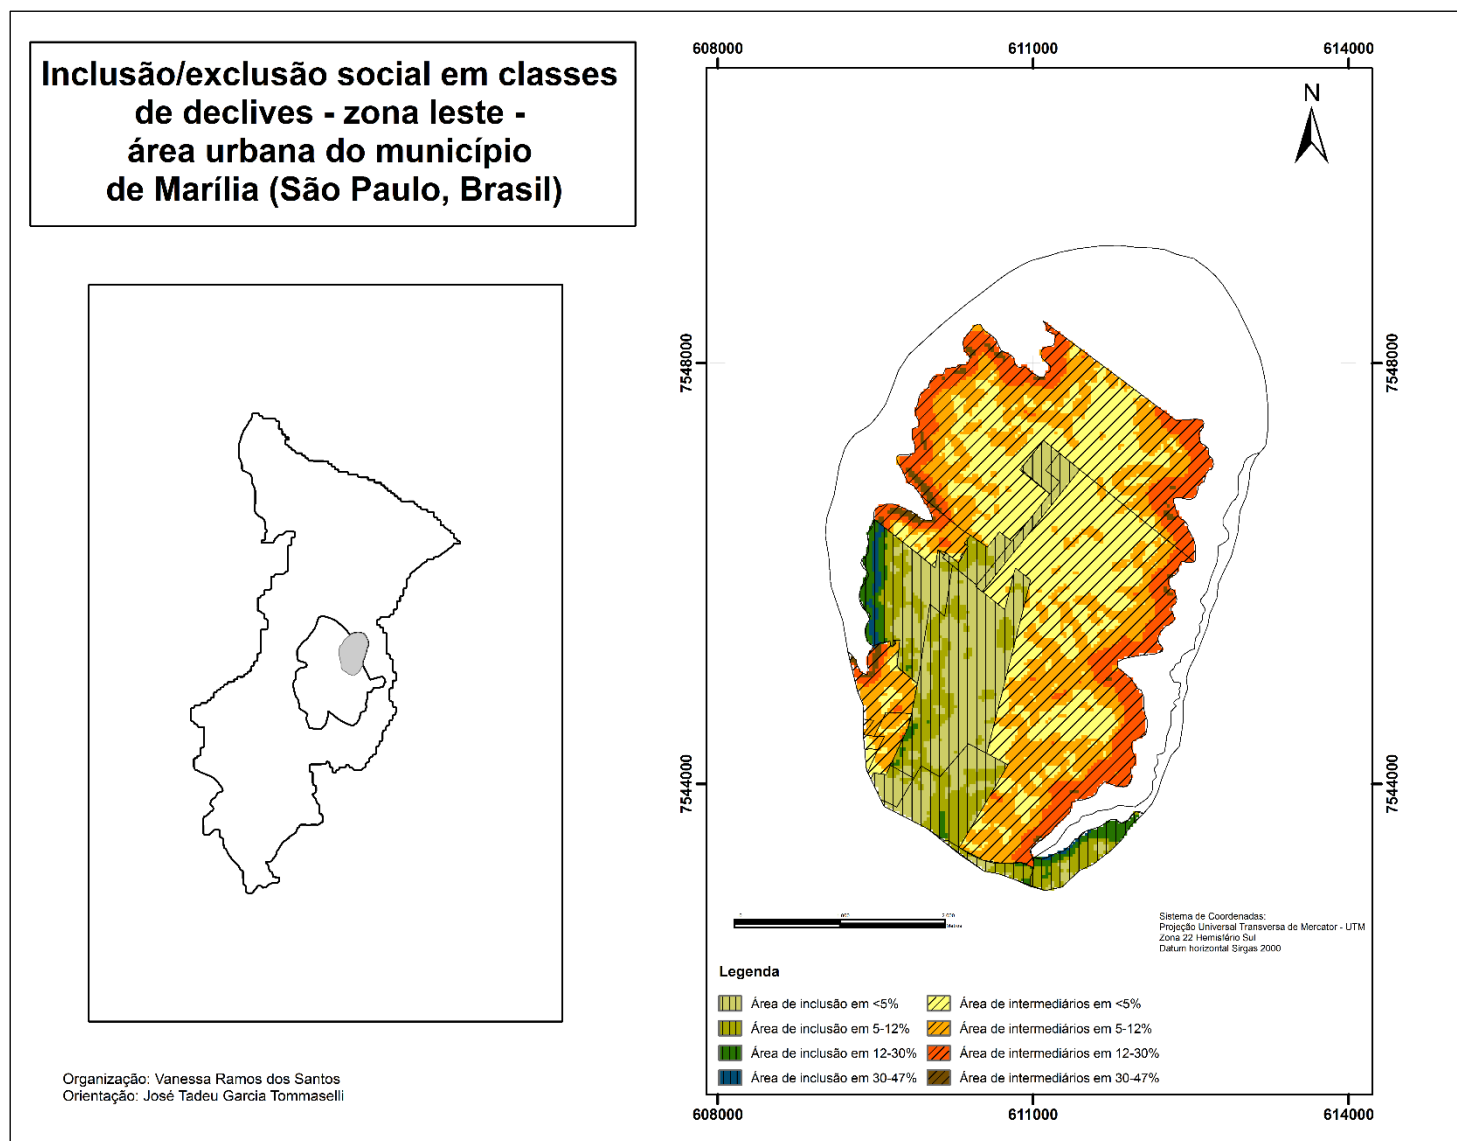 Inclusão/exclusão social em classes
de declives - zona leste -
área urbana do município
de Marília (São Paulo, Brasil)
608000
611000
614000
N
7548000
7548000
7544000
7544000
Sistema de Coordenadas:
Projeção Universal Transversa de Mercator - UTM
Zona 22 Hemisfério Sul
Datum horizontal Sirgas 2000
Legenda
Área de inclusão em <5%
Área de intermediários em <5%
Área de inclusão em 5-12%
Área de intermediários em 5-12%
Área de inclusão em 12-30%
Área de intermediários em 12-30%
Área de inclusão em 30-47%
Área de intermediários em 30-47%
608000
611000
614000
Organização: Vanessa Ramos dos Santos
Orientação: José Tadeu Garcia Tommaselli